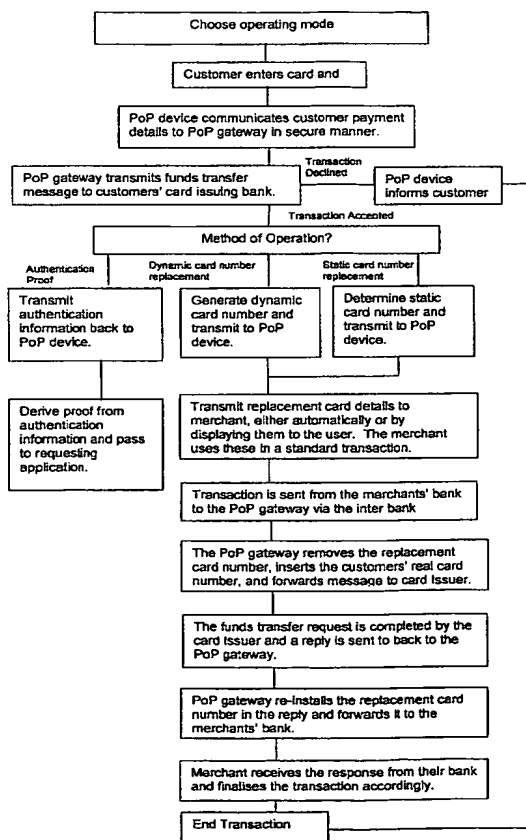 Choose operating mode
Customer enters card and
PoP device communicates customer payment
details to PoP gateway in secure manner.
Transaction
Declined
PoP gateway transmits funds transfer
message to customers' card issuing bank.
PoP device
informs customer
Transaction Accepted
Method of Operation?
Authentication
Proof
Dynamic card number
replacement
Static card number
replacement
Transmit
authentication
information back to
PoP device.
Generate dynamic
card number and
transmit to PoP
device.
Determine static
card number and
transmit to PoP
device.
Derive proof from
authentication
information and pass
to requesting
application.
Transmit replacement card details to
merchant, either automatically or by
displaying them to the user. The merchant
uses these in a standard transaction.
Transaction is sent from the merchants' bank
to the PoP gateway via the inter bank
The PoP gateway removes the replacement
card number, inserts the customers' real card
number, and forwards message to card Issuer.
The funds transfer request is completed by the
card Issuer and a reply is sent to back to the
PoP gateway.
PoP gateway re-installs the replacement card
number in the reply and forwards it to the
merchants' bank.
Merchant receives the response from their bank
and finalises the transaction accordingly.
End Transaction